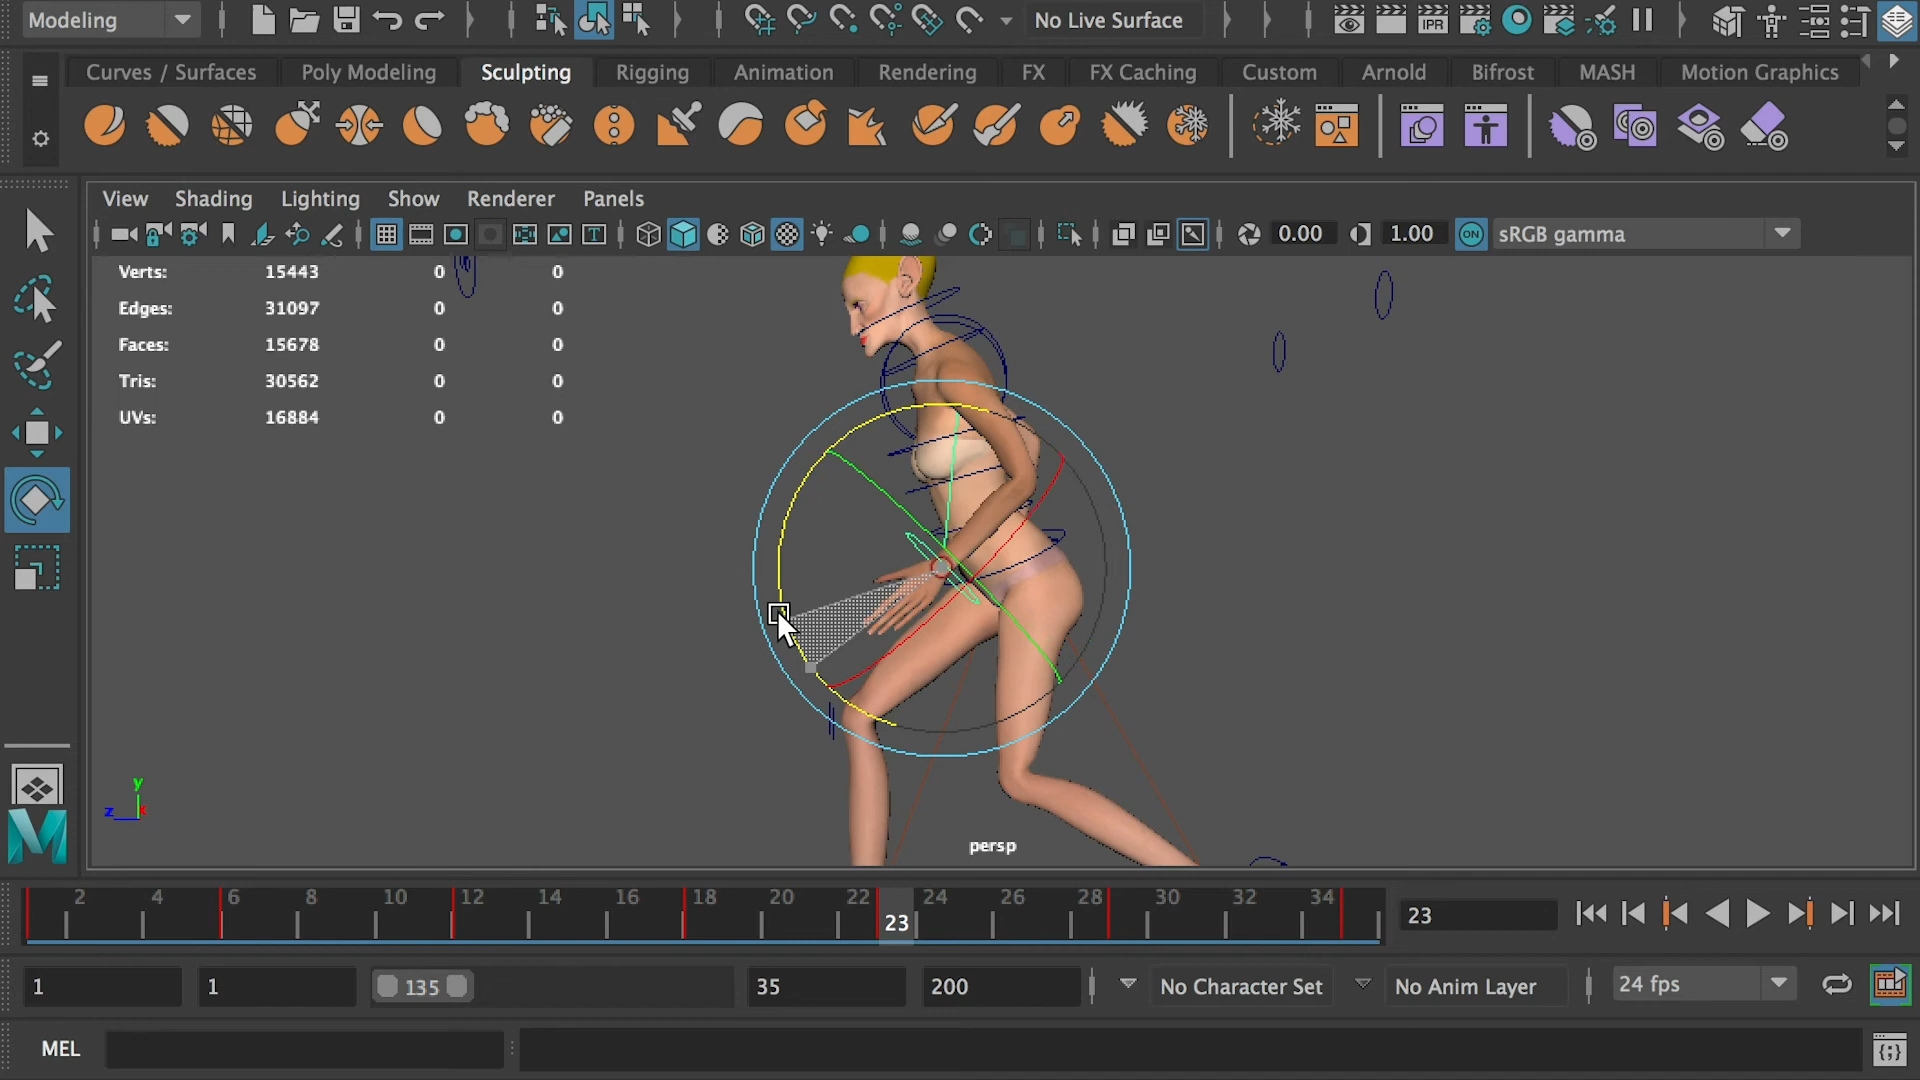 Modeling
No Live Surface
IPR
Curves / Surfaces
Poly Modeling
Sculpting
Rigging
Animation
Rendering
FX
FX Caching
Custom
Arnold
Bifrost
MASH
Motion Graphics
View
Shading
Lighting
Show
Renderer
Panels
T
0.00
1.00
ON
sRGB gamma
Verts: 15443 0 0
Edges: 31097 0 0
Faces: 15678 0 0
Tris: 30562 0 0
UVs: 16884 0 0
y
z x
persp
M
2 4 6 8 10 12 14 16 18 20 22 24 26 28 30 32 34
23
23
1
1
135
35
200
No Character Set
No Anim Layer
24 fps
MEL
{;}